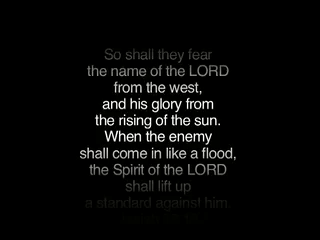 So shall they fear
the name of the LORD
from the west,
and his glory from
the rising of the sun.
When the enemy
shall come in like a flood,
the Spirit of the LORD
shall lift up
a standard against him.